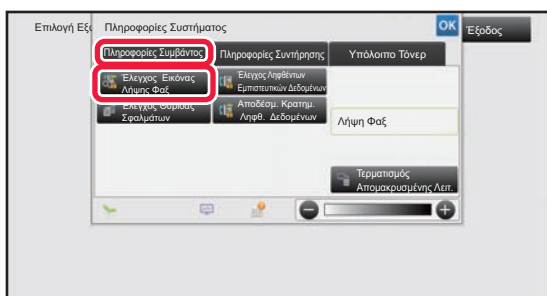 Επιλογή Εξ
Πληροφορίες Συστήματος
OK
Έξοδος
Πληροφορίες Συμβάντος
Πληροφορίες Συντήρησης
Υπόλοιπο Τόνερ
Έλεγχος Εικόνας
Λήψης Φαξ
Έλεγχος Ληφθέντων
Εμπιστευτικών Δεδομένων
Έλεγχος Θυρίδας
Σφαλμάτων
Αποδέσμ. Κρατημ.
Ληφθ. Δεδομένων
Λήψη Φαξ
Τερματισμός
Απομακρυσμένης Λειτ.